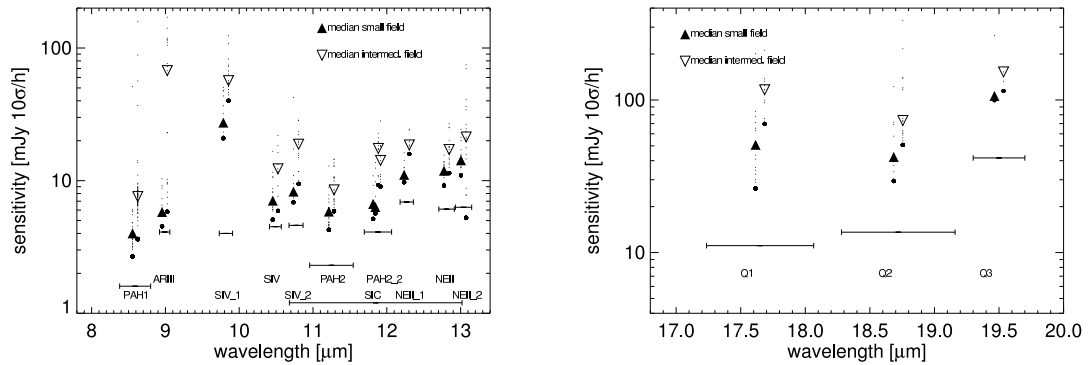 median small field
median intermed. field
100
10
1
sensitivity [mJy 10σ/h]
PAH1
ARIII
SIV_1
SIV
SIV_2
PAH2
PAH2_2
SIC
NEII_1
NEII
NEII_2
8 9 10 11 12 13
wavelength [μm]
median small field
median intermed. field
100
10
sensitivity [mJy 10σ/h]
Q1
Q2
Q3
17.0 17.5 18.0 18.5 19.0 19.5 20.0
wavelength [μm]